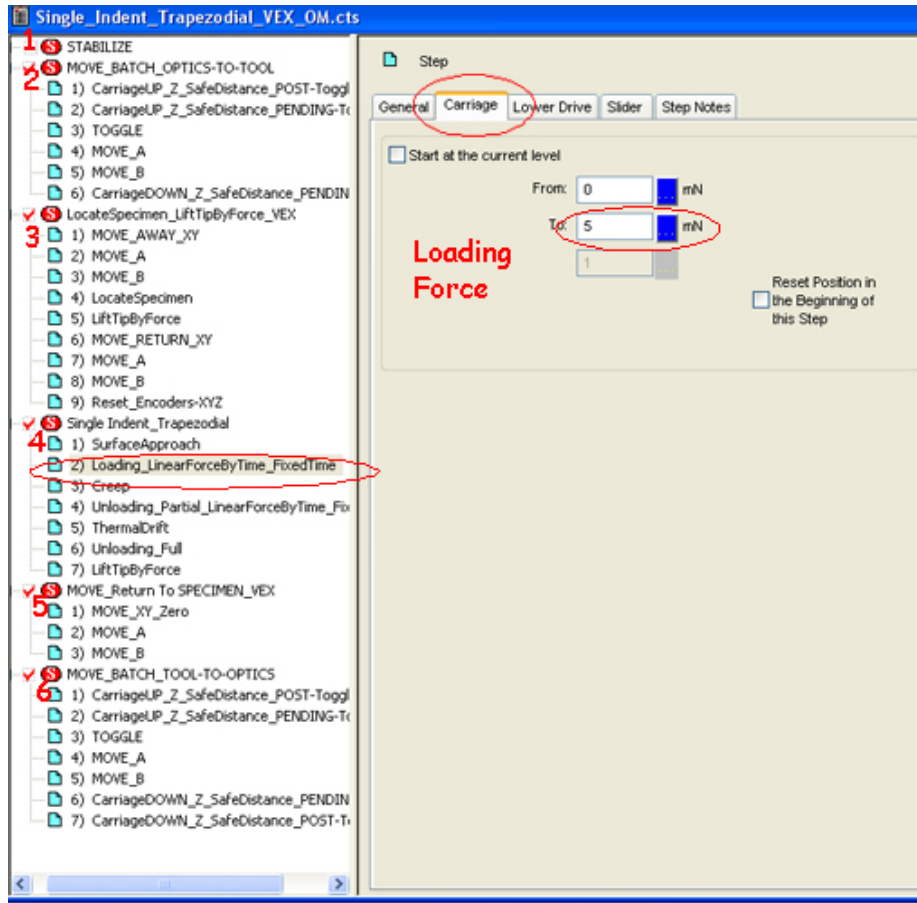 Single_Indent_Trapezodial_VEX_OM.cts
1 STABILIZE
2 MOVE_BATCH_OPTICS-TO-TOOL
1) CarriageUP_Z_SafeDistance_POST-Toggl
2) CarriageUP_Z_SafeDistance_PENDING-To
3) TOGGLE
4) MOVE_A
5) MOVE_B
6) CarriageDOWN_Z_SafeDistance_PENDIN
3 LocateSpecimen_LiftTipByForce_VEX
1) MOVE_AWAY_XY
2) MOVE_A
3) MOVE_B
4) LocateSpecimen
5) LiftTipByForce
6) MOVE_RETURN_XY
7) MOVE_A
8) MOVE_B
9) Reset_Encoders-XYZ
4 Single Indent_Trapezodial
1) SurfaceApproach
2) Loading_LinearForceByTime_FixedTime
3) Creep
4) Unloading_Partial_LinearForceByTime_Fix
5) ThermalDrift
6) Unloading_Full
7) LiftTipByForce
5 MOVE_Return To SPECIMEN_VEX
1) MOVE_XY_Zero
2) MOVE_A
3) MOVE_B
6 MOVE_BATCH_TOOL-TO-OPTICS
1) CarriageUP_Z_SafeDistance_POST-Toggl
2) CarriageUP_Z_SafeDistance_PENDING-To
3) TOGGLE
4) MOVE_A
5) MOVE_B
6) CarriageDOWN_Z_SafeDistance_PENDIN
7) CarriageDOWN_Z_SafeDistance_POST-To
Step
General Carriage Lower Drive Slider Step Notes
Start at the current level
From: 0 ... mN
To: 5 ... mN
1 ...
Loading
Force
Reset Position in
the Beginning of
this Step